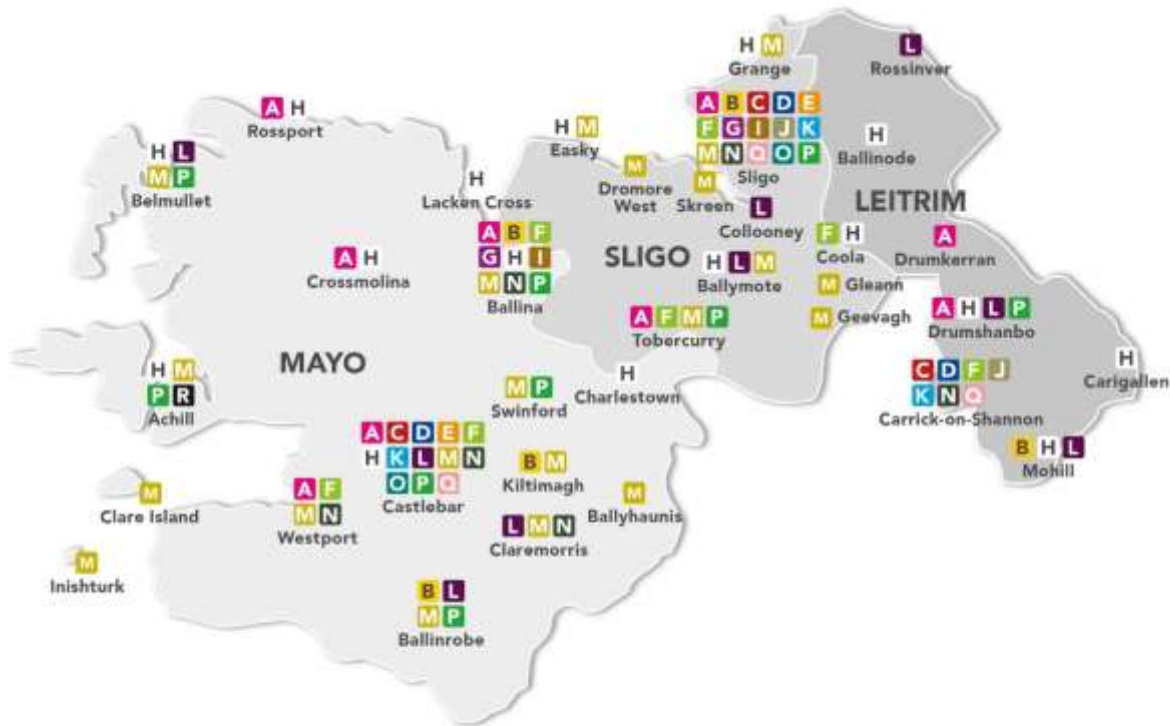 H M
Grange
L
Rossinver
A H
Rossport
A B C D E
F G I J K
M N Q O P
Sligo
H M
Easky
H
Ballinode
H L
M P
Belmullet
M
Dromore
West
M
Skreen
H
Lacken Cross
L
Collooney
LEITRIM
A B F
G H I
M N P
Ballina
F H
Coola
A
Drumkerran
A H
Crossmolina
SLIGO
H L M
Ballymote
M Gleann
M Geevagh
A H L P
Drumshanbo
A F M P
Tobercurry
MAYO
H M
P R
Achill
H
Charlestown
M P
Swinford
C D F J
K N Q
Carrick-on-Shannon
H
Carigallen
A C D E F
H K L M N
O P Q
Castlebar
B H L
Mohill
B M
Kiltimagh
M
Clare Island
A F
M N
Westport
M
Ballyhaunis
L M N
Claremorris
M
Inishturk
B L
M P
Ballinrobe